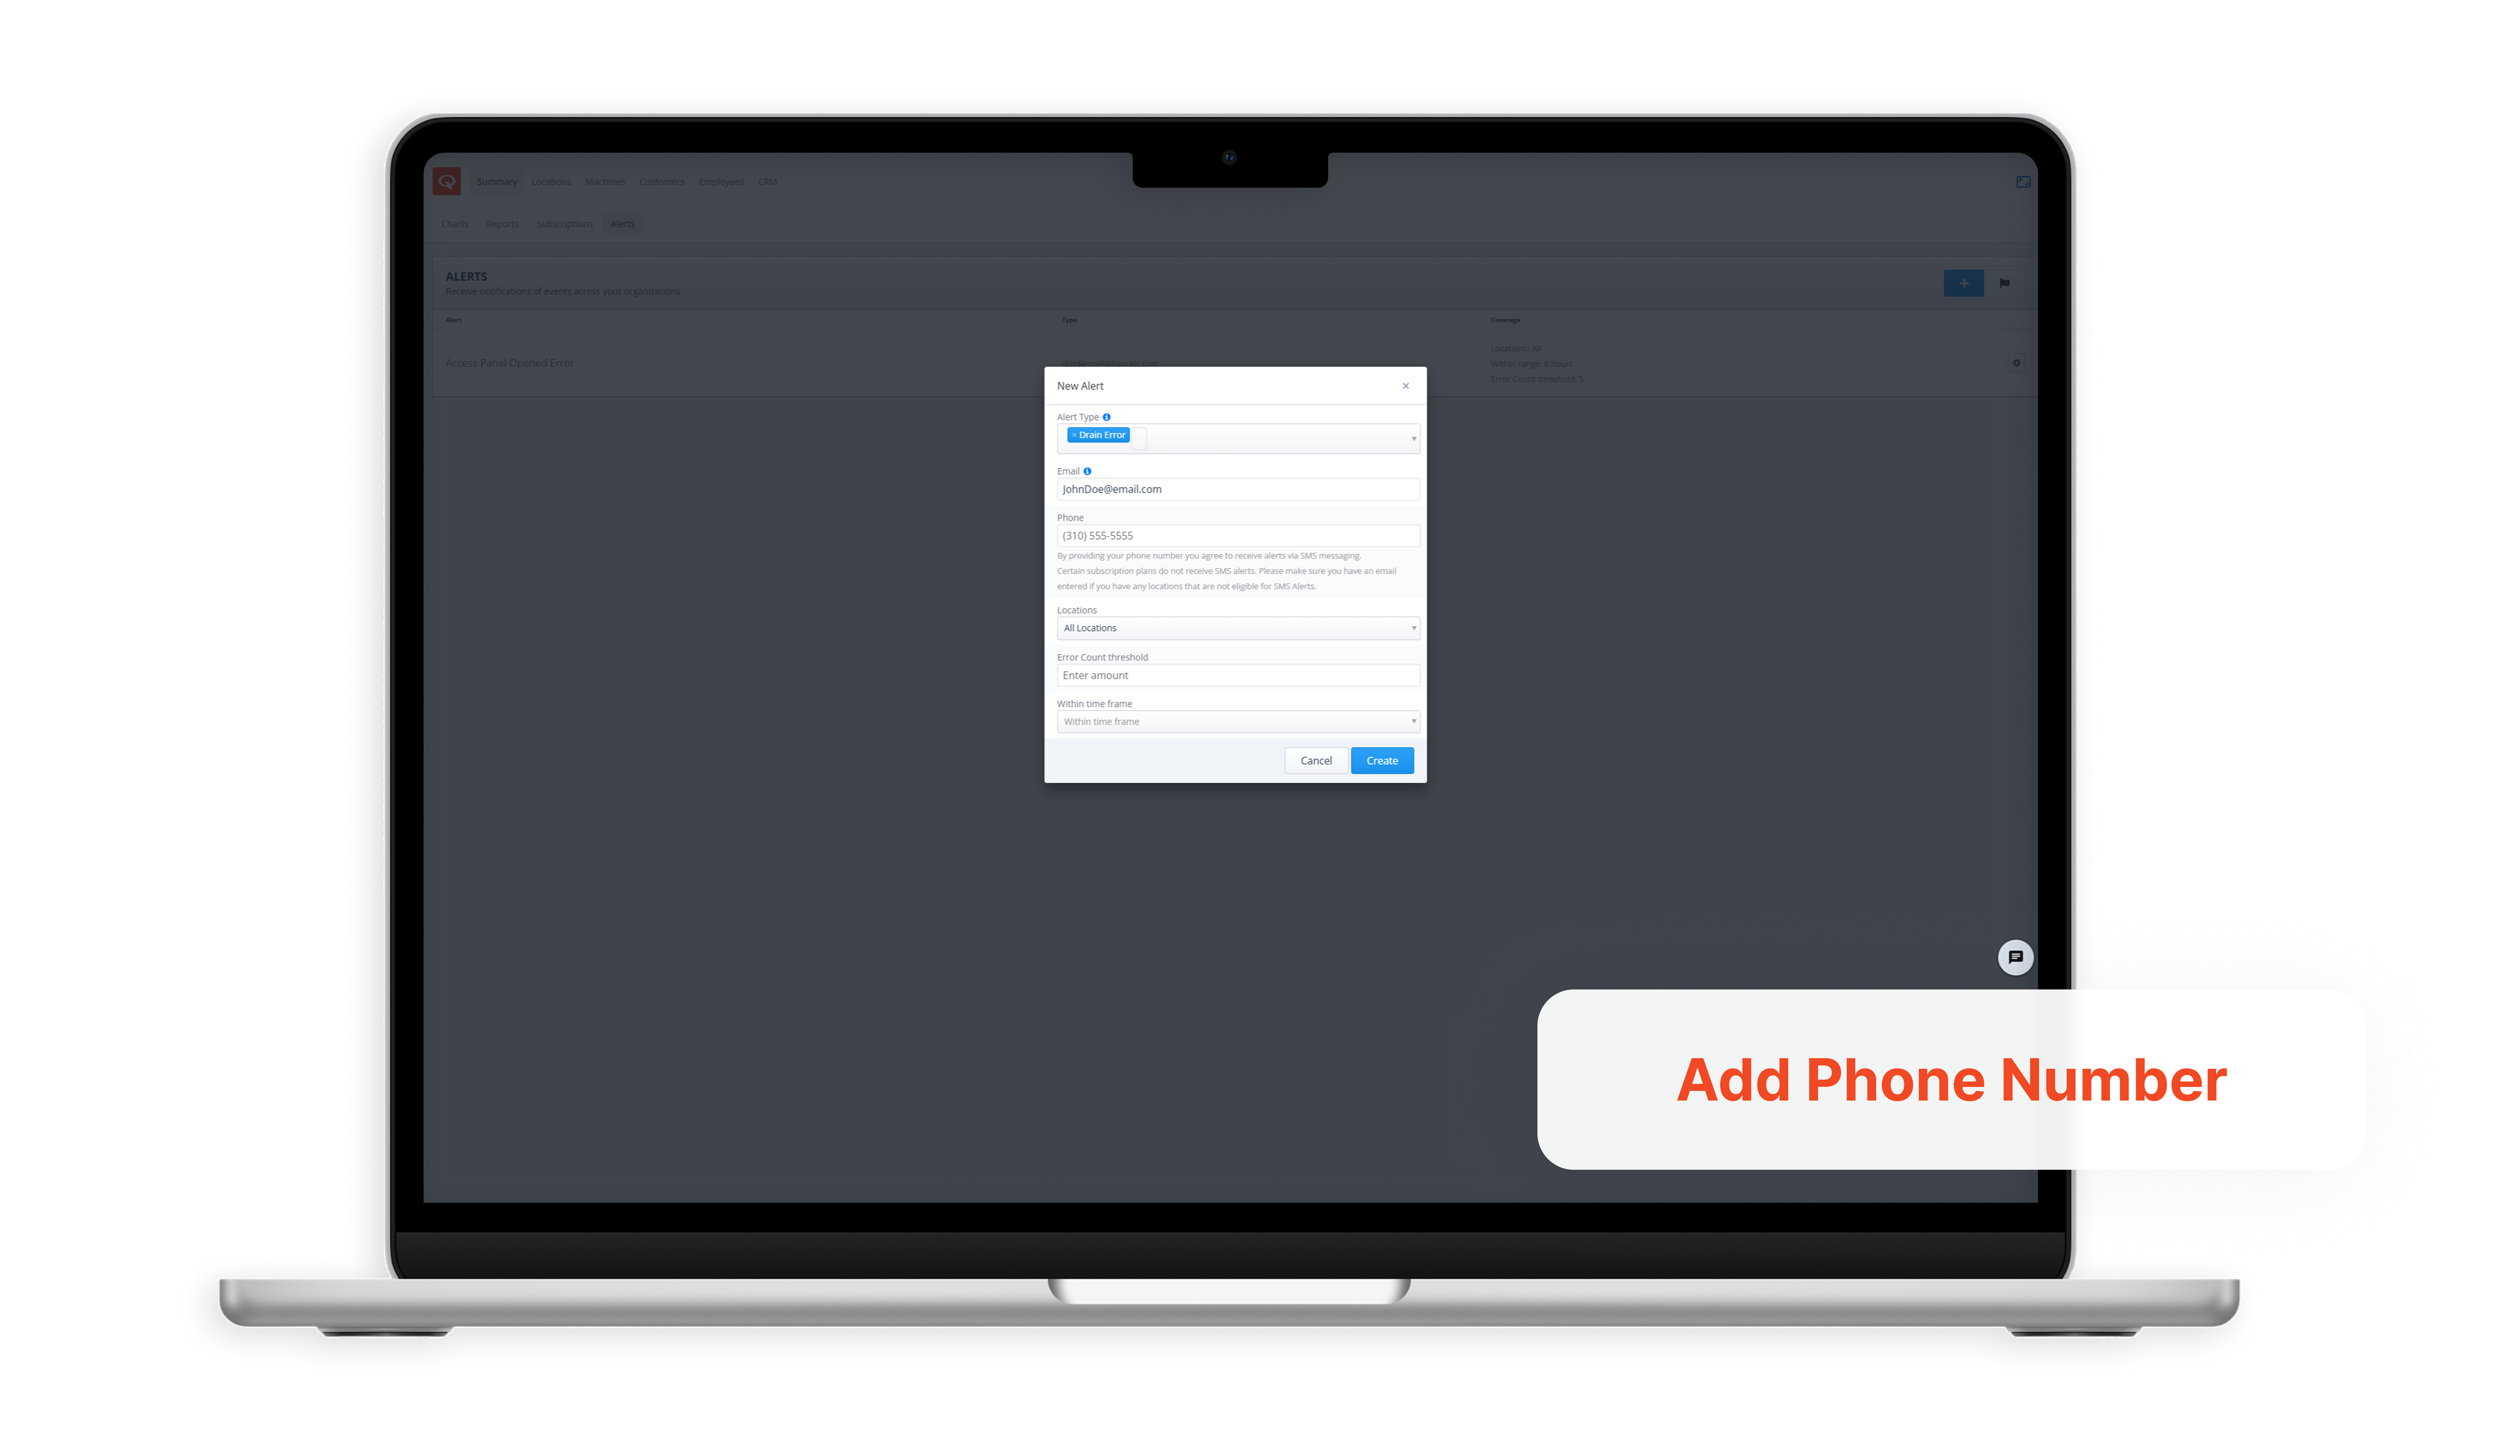 Summary Locations Machines Customers Employees CRM
Charts Reports Subscriptions Alerts
ALERTS
Receive notifications of events across your organizations
+
Alert Type Coverage
Access Panel Opened Error
Locations: All
Within range: 6 hours
Error Count threshold: 5
New Alert ×
Alert Type
× Drain Error
Email
JohnDoe@email.com
Phone
(310) 555-5555
By providing your phone number you agree to receive alerts via SMS messaging.
Certain subscription plans do not receive SMS alerts. Please make sure you have an email
entered if you have any locations that are not eligible for SMS Alerts.
Locations
All Locations
Error Count threshold
Enter amount
Within time frame
Within time frame
Cancel Create
Add Phone Number